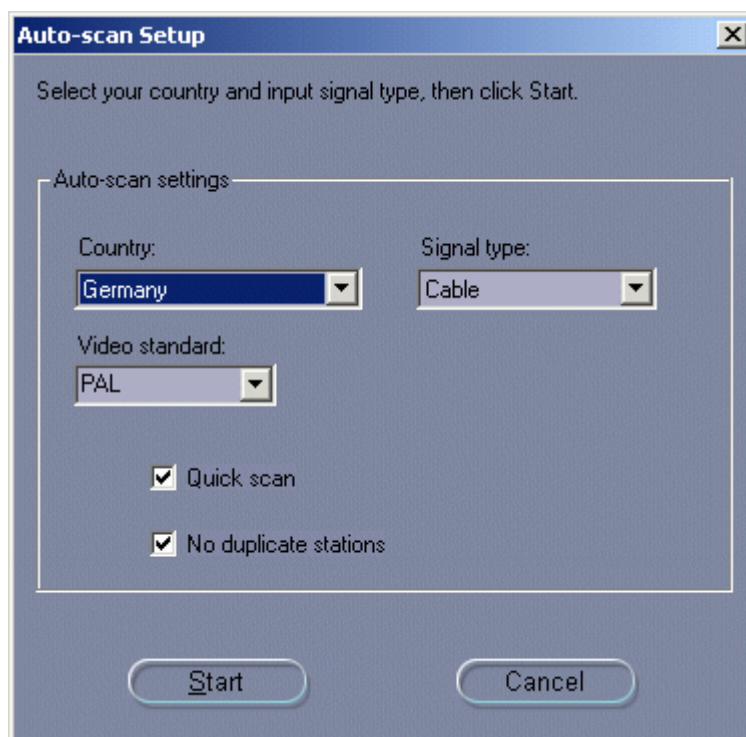 Auto-scan Setup
Select your country and input signal type, then click Start.
Auto-scan settings
Country:
Signal type:
Germany
Cable
Video standard:
PAL
Quick scan
No duplicate stations
Start
Cancel